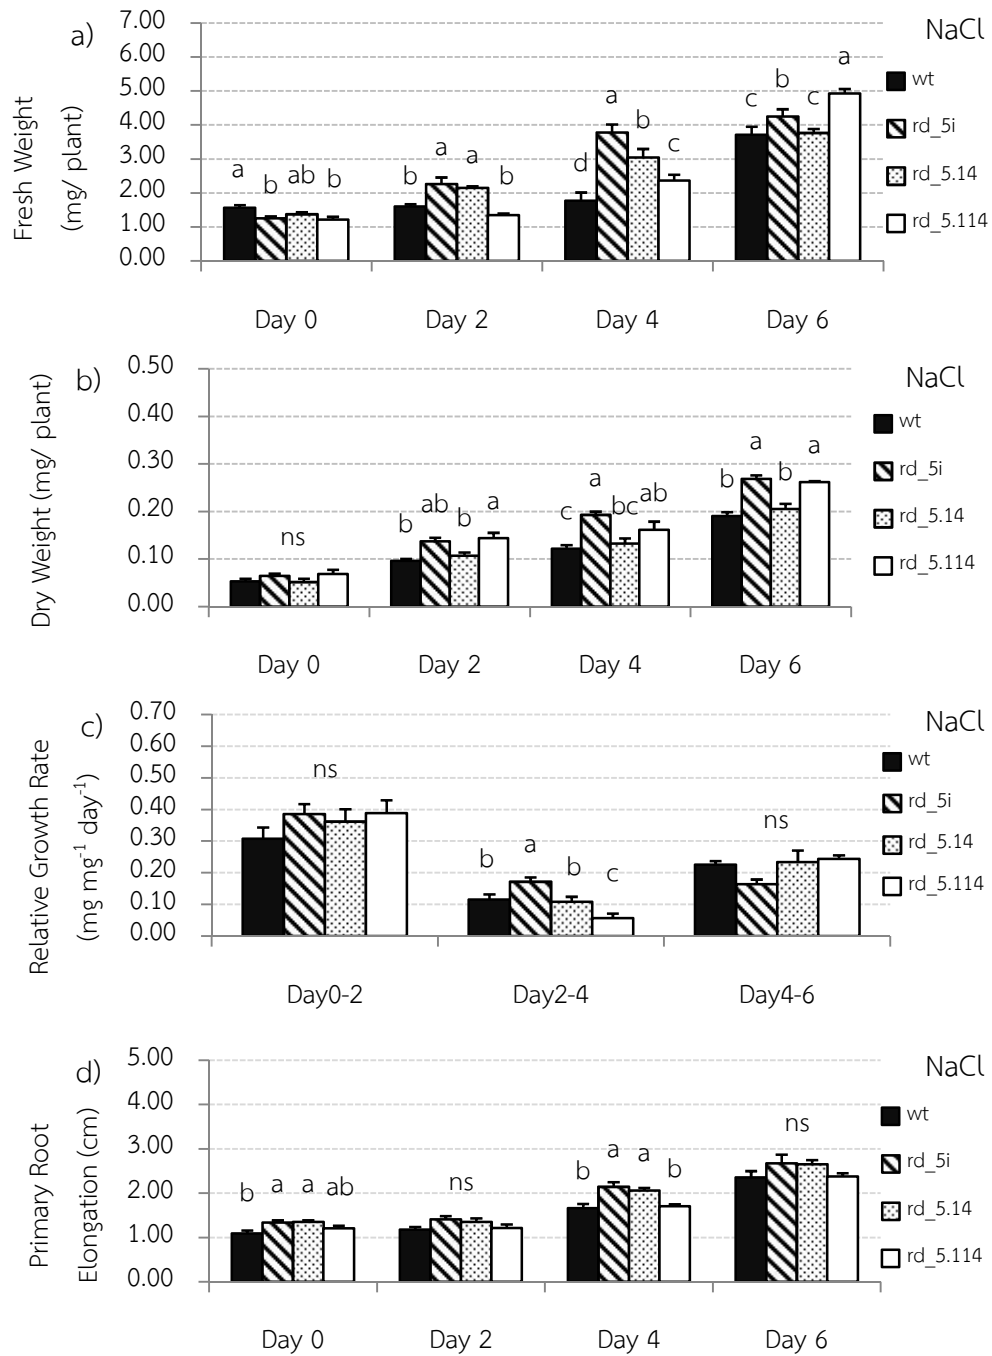 a)
Fresh Weight
(mg/ plant)
7.00
6.00
5.00
4.00
3.00
2.00
1.00
0.00
a b ab b
b a a b
d a b c
c b c a
Day 0 Day 2 Day 4 Day 6
NaCl
wt
rd_5i
rd_5.14
rd_5.114
b)
Dry Weight (mg/ plant)
0.50
0.40
0.30
0.20
0.10
0.00
ns
b ab b a
c a bc ab
b a b a
Day 0 Day 2 Day 4 Day 6
NaCl
wt
rd_5i
rd_5.14
rd_5.114
c)
Relative Growth Rate
(mg mg⁻¹ day⁻¹)
0.70
0.60
0.50
0.40
0.30
0.20
0.10
0.00
ns
b a b c
ns
Day0-2 Day2-4 Day4-6
NaCl
wt
rd_5i
rd_5.14
rd_5.114
d)
Primary Root
Elongation (cm)
5.00
4.00
3.00
2.00
1.00
0.00
b a a ab
ns
b a a b
ns
Day 0 Day 2 Day 4 Day 6
NaCl
wt
rd_5i
rd_5.14
rd_5.114